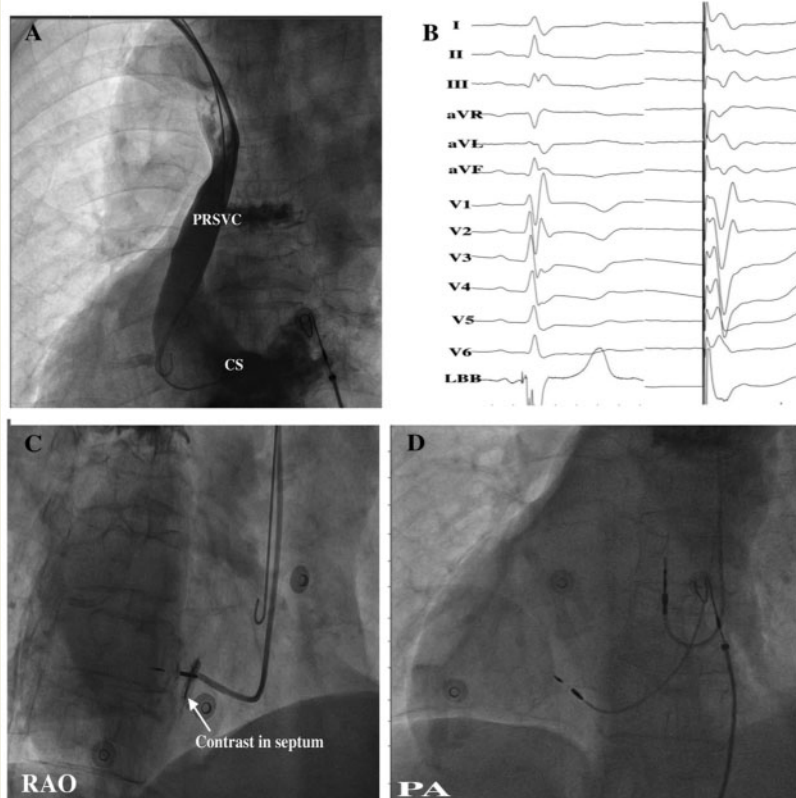 A
PRSVC
CS
B
I
II
III
aVR
aVL
aVF
V1
V2
V3
V4
V5
V6
LBB
C
Contrast in septum
RAO
D
PA